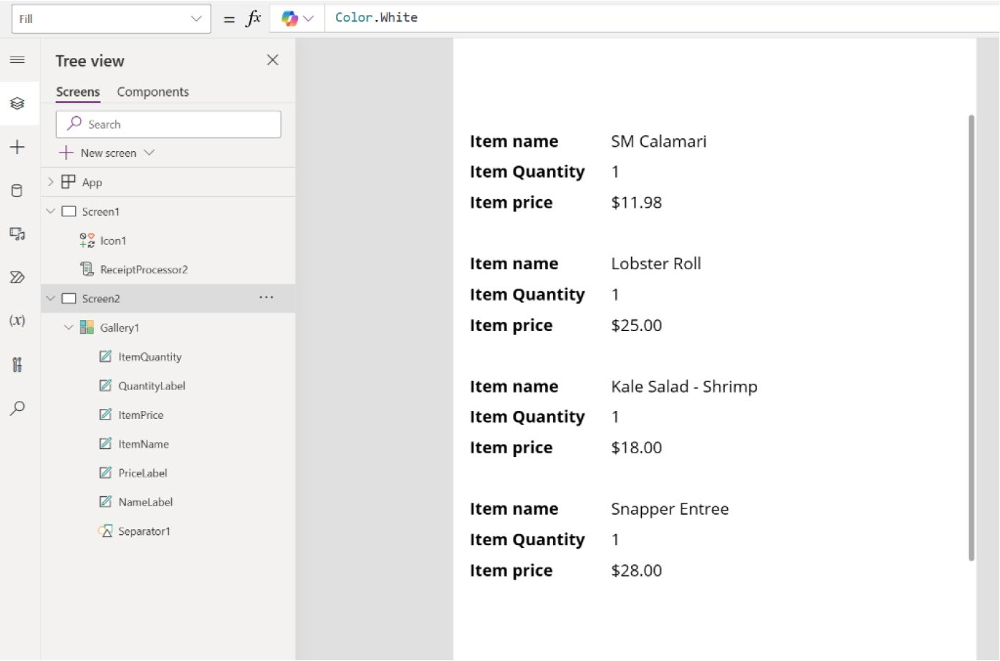 Fill
= fx
Color.White
Tree view
Screens Components
Search
New screen
App
Screen1
Icon1
ReceiptProcessor2
Screen2 ...
Gallery1
ItemQuantity
QuantityLabel
ItemPrice
ItemName
PriceLabel
NameLabel
Separator1
(x)
Item name SM Calamari
Item Quantity 1
Item price $11.98
Item name Lobster Roll
Item Quantity 1
Item price $25.00
Item name Kale Salad - Shrimp
Item Quantity 1
Item price $18.00
Item name Snapper Entree
Item Quantity 1
Item price $28.00